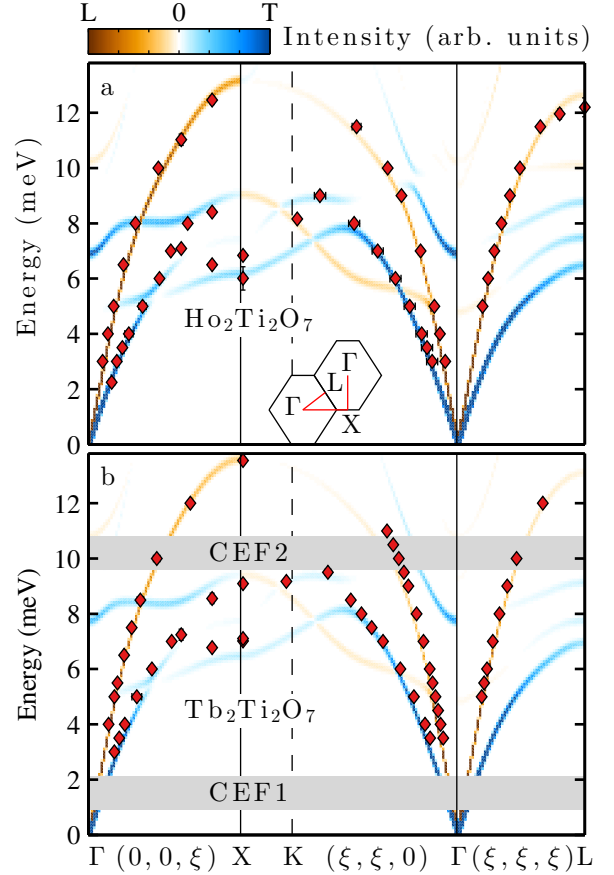 L 0 T
Intensity (arb. units)
a
12
10
8
6
4
2
0
Energy (meV)
Ho2Ti2O7
Γ
L
Γ
X
b
12
10
8
6
4
2
0
Energy (meV)
CEF2
Tb2Ti2O7
CEF1
Γ (0, 0, ξ) X K (ξ, ξ, 0) Γ (ξ, ξ, ξ) L